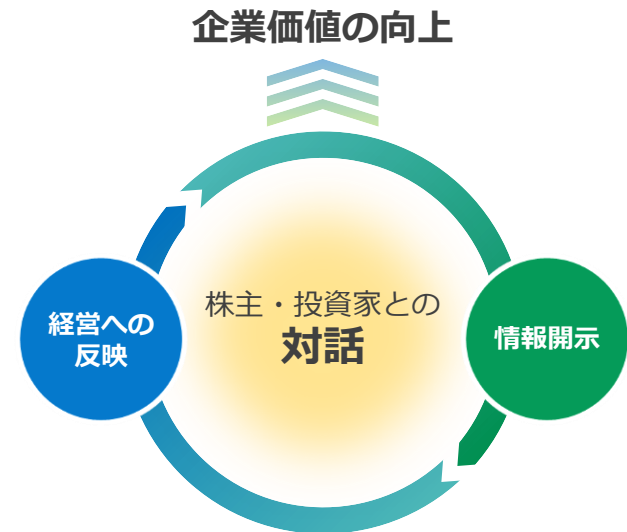 企業価値の向上
株主・投資家との
対話
経営への
反映
情報開示